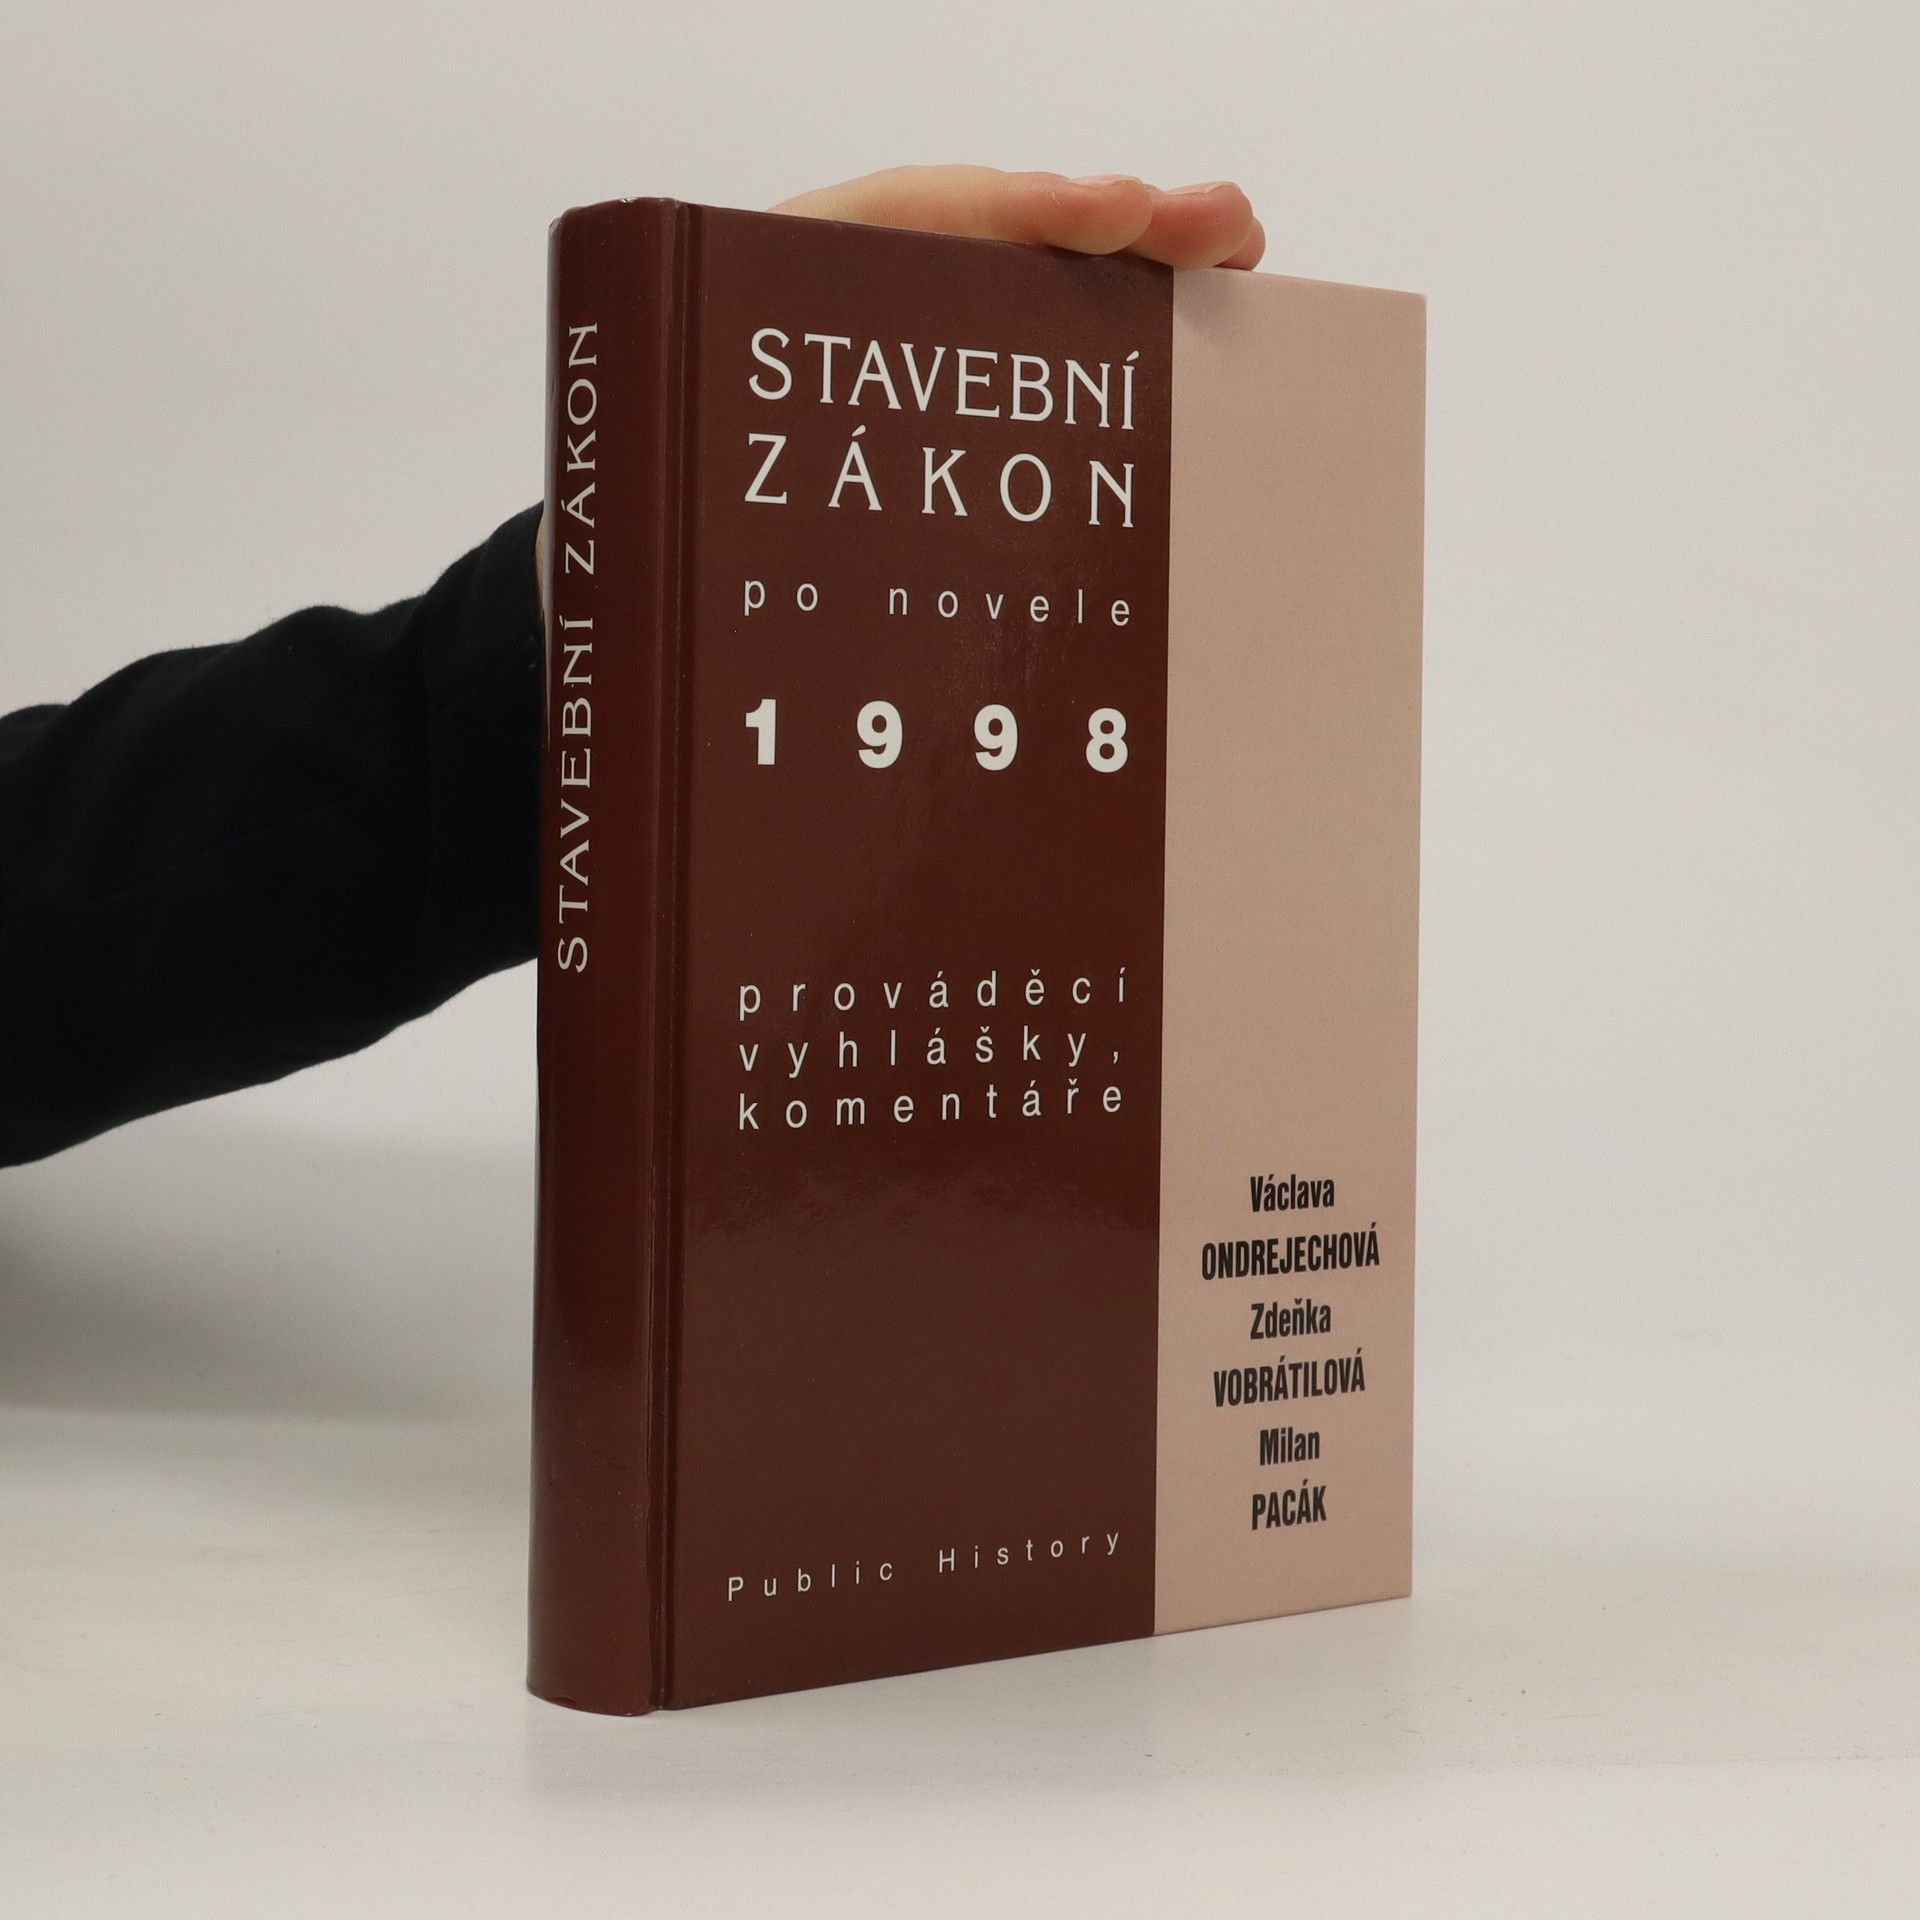 STAVEBNÍ ZÁKON
STAVEBNÍ
ZÁKON
po novele
1998
prováděcí
vyhlášky,
komentáře
Public History
Václava
ONDREJECHOVÁ
Zdeňka
VOBRÁTILOVÁ
Milan
PACÁK